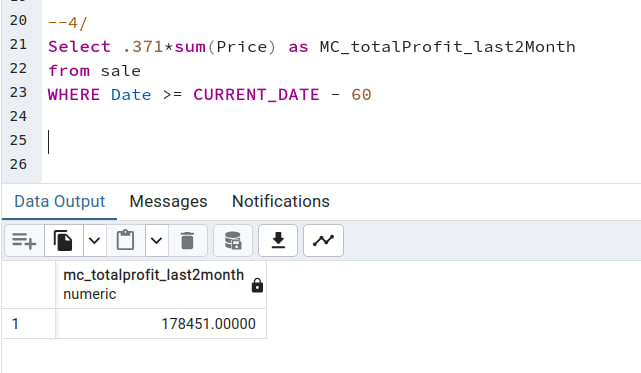 20 --4/
21 Select .371*sum(Price) as MC_totalProfit_last2Month
22 from sale
23 WHERE Date >= CURRENT_DATE - 60
24
25
26
Data Output Messages Notifications
mc_totalprofit_last2month
numeric
1 178451.00000